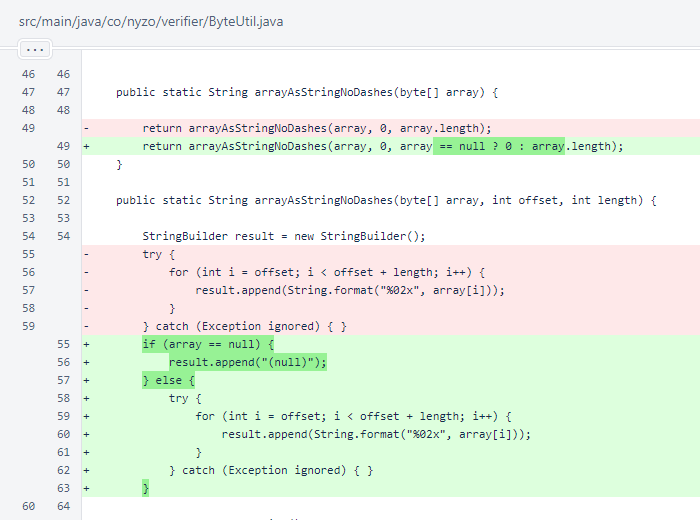 src/main/java/co/nyzo/verifier/ByteUtil.java
...
46 46
47 47 public static String arrayAsStringNoDashes(byte[] array) {
48 48
49 - return arrayAsStringNoDashes(array, 0, array.length);
49 + return arrayAsStringNoDashes(array, 0, array == null ? 0 : array.length);
50 50 }
51 51
52 52 public static String arrayAsStringNoDashes(byte[] array, int offset, int length) {
53 53
54 54 StringBuilder result = new StringBuilder();
55 - try {
56 - for (int i = offset; i < offset + length; i++) {
57 - result.append(String.format("%02x", array[i]));
58 - }
59 - } catch (Exception ignored) { }
55 + if (array == null) {
56 + result.append("(null)");
57 + } else {
58 + try {
59 + for (int i = offset; i < offset + length; i++) {
60 + result.append(String.format("%02x", array[i]));
61 + }
62 + } catch (Exception ignored) { }
63 + }
60 64